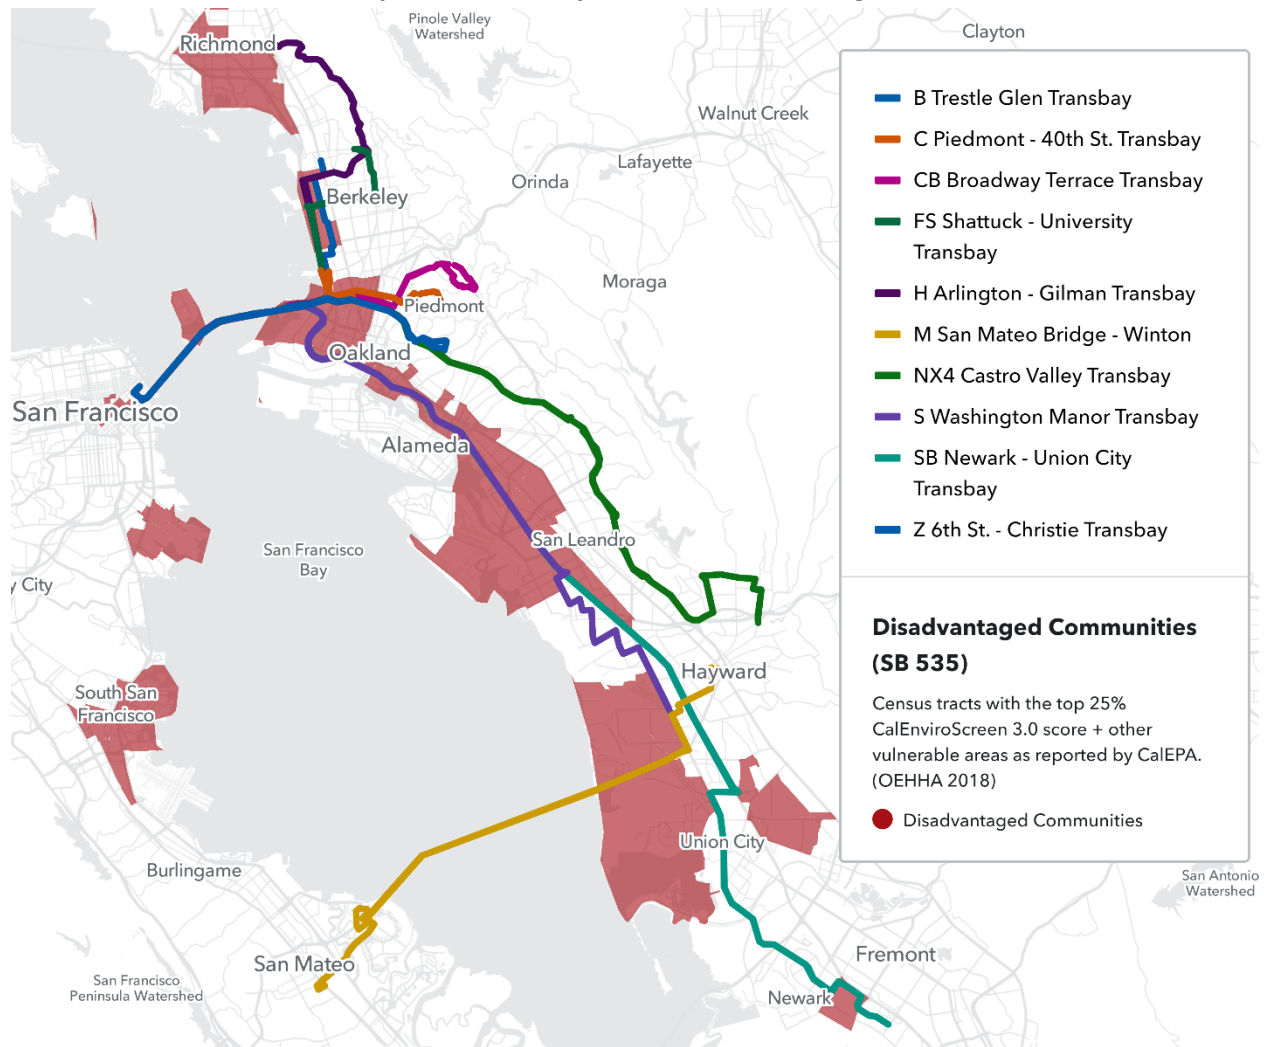 Pinole Valley
Watershed
Clayton
Richmond
Walnut Creek
Lafayette
Orinda
Berkeley
Moraga
Piedmont
Oakland
San Francisco
Alameda
San Leandro
San Francisco
Bay
y City
Hayward
South San
Francisco
Union City
Burlingame
San Antonio
Watershed
Fremont
San Mateo
San Francisco
Peninsula Watershed
Newark
B Trestle Glen Transbay
C Piedmont - 40th St. Transbay
CB Broadway Terrace Transbay
FS Shattuck - University
Transbay
H Arlington - Gilman Transbay
M San Mateo Bridge - Winton
NX4 Castro Valley Transbay
S Washington Manor Transbay
SB Newark - Union City
Transbay
Z 6th St. - Christie Transbay
Disadvantaged Communities
(SB 535)
Census tracts with the top 25%
CalEnviroScreen 3.0 score + other
vulnerable areas as reported by CalEPA.
(OEHHA 2018)
Disadvantaged Communities